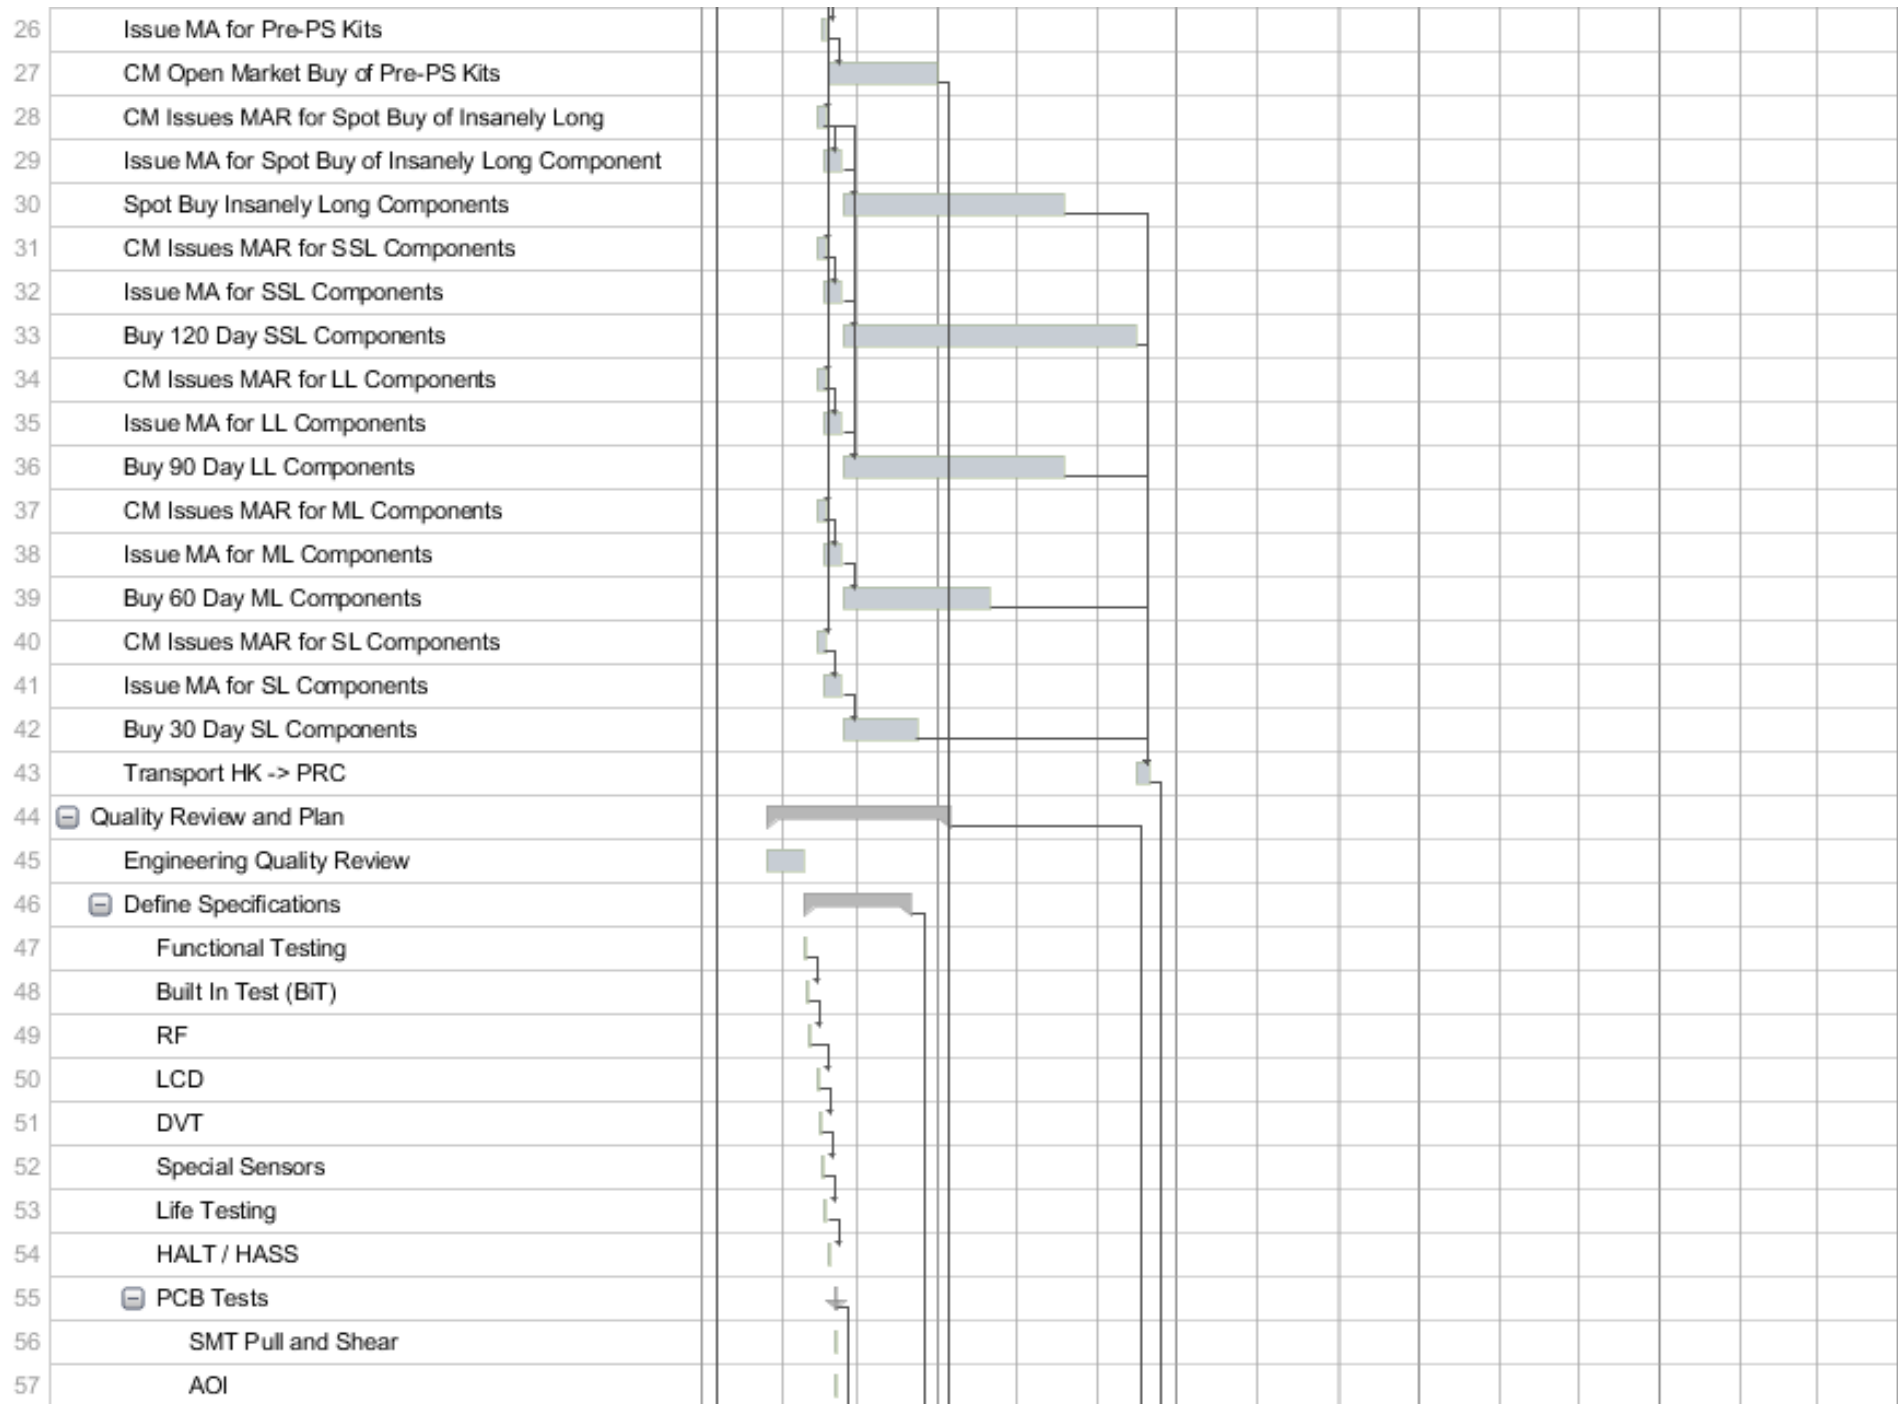 26 Issue MA for Pre-PS Kits
27 CM Open Market Buy of Pre-PS Kits
28 CM Issues MAR for Spot Buy of Insanely Long
29 Issue MA for Spot Buy of Insanely Long Component
30 Spot Buy Insanely Long Components
31 CM Issues MAR for SSL Components
32 Issue MA for SSL Components
33 Buy 120 Day SSL Components
34 CM Issues MAR for LL Components
35 Issue MA for LL Components
36 Buy 90 Day LL Components
37 CM Issues MAR for ML Components
38 Issue MA for ML Components
39 Buy 60 Day ML Components
40 CM Issues MAR for SL Components
41 Issue MA for SL Components
42 Buy 30 Day SL Components
43 Transport HK -> PRC
44 Quality Review and Plan
45 Engineering Quality Review
46 Define Specifications
47 Functional Testing
48 Built In Test (BiT)
49 RF
50 LCD
51 DVT
52 Special Sensors
53 Life Testing
54 HALT / HASS
55 PCB Tests
56 SMT Pull and Shear
57 AOI